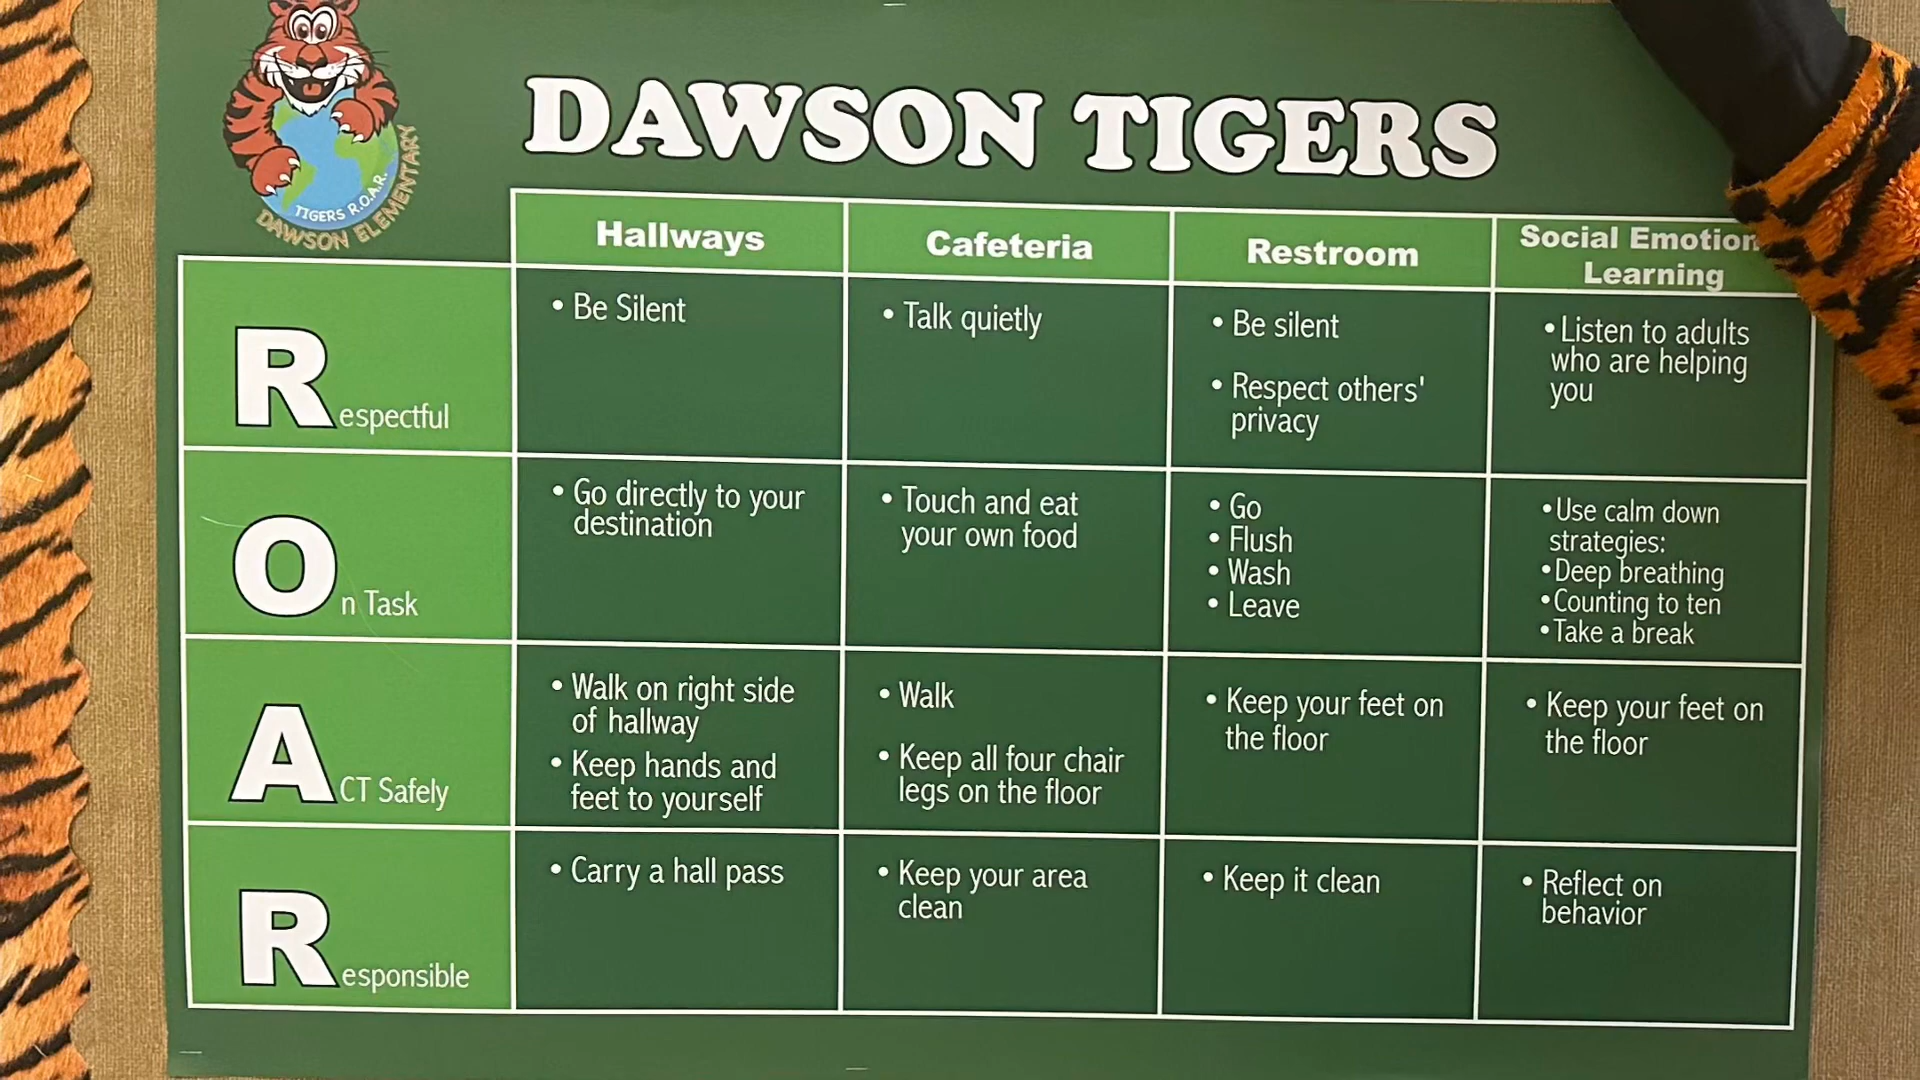 TIGERS R.O.A.R.
DAWSON ELEMENTARY
DAWSON TIGERS
Hallways
Cafeteria
Restroom
Social Emotion
Learning
Respectful
• Be Silent
• Talk quietly
• Be silent
• Respect others'
privacy
• Listen to adults
who are helping
you
On Task
• Go directly to your
destination
• Touch and eat
your own food
• Go
• Flush
• Wash
• Leave
• Use calm down
strategies:
• Deep breathing
• Counting to ten
• Take a break
ACT Safely
• Walk on right side
of hallway
• Keep hands and
feet to yourself
• Walk
• Keep all four chair
legs on the floor
• Keep your feet on
the floor
• Keep your feet on
the floor
Responsible
• Carry a hall pass
• Keep your area
clean
• Keep it clean
• Reflect on
behavior